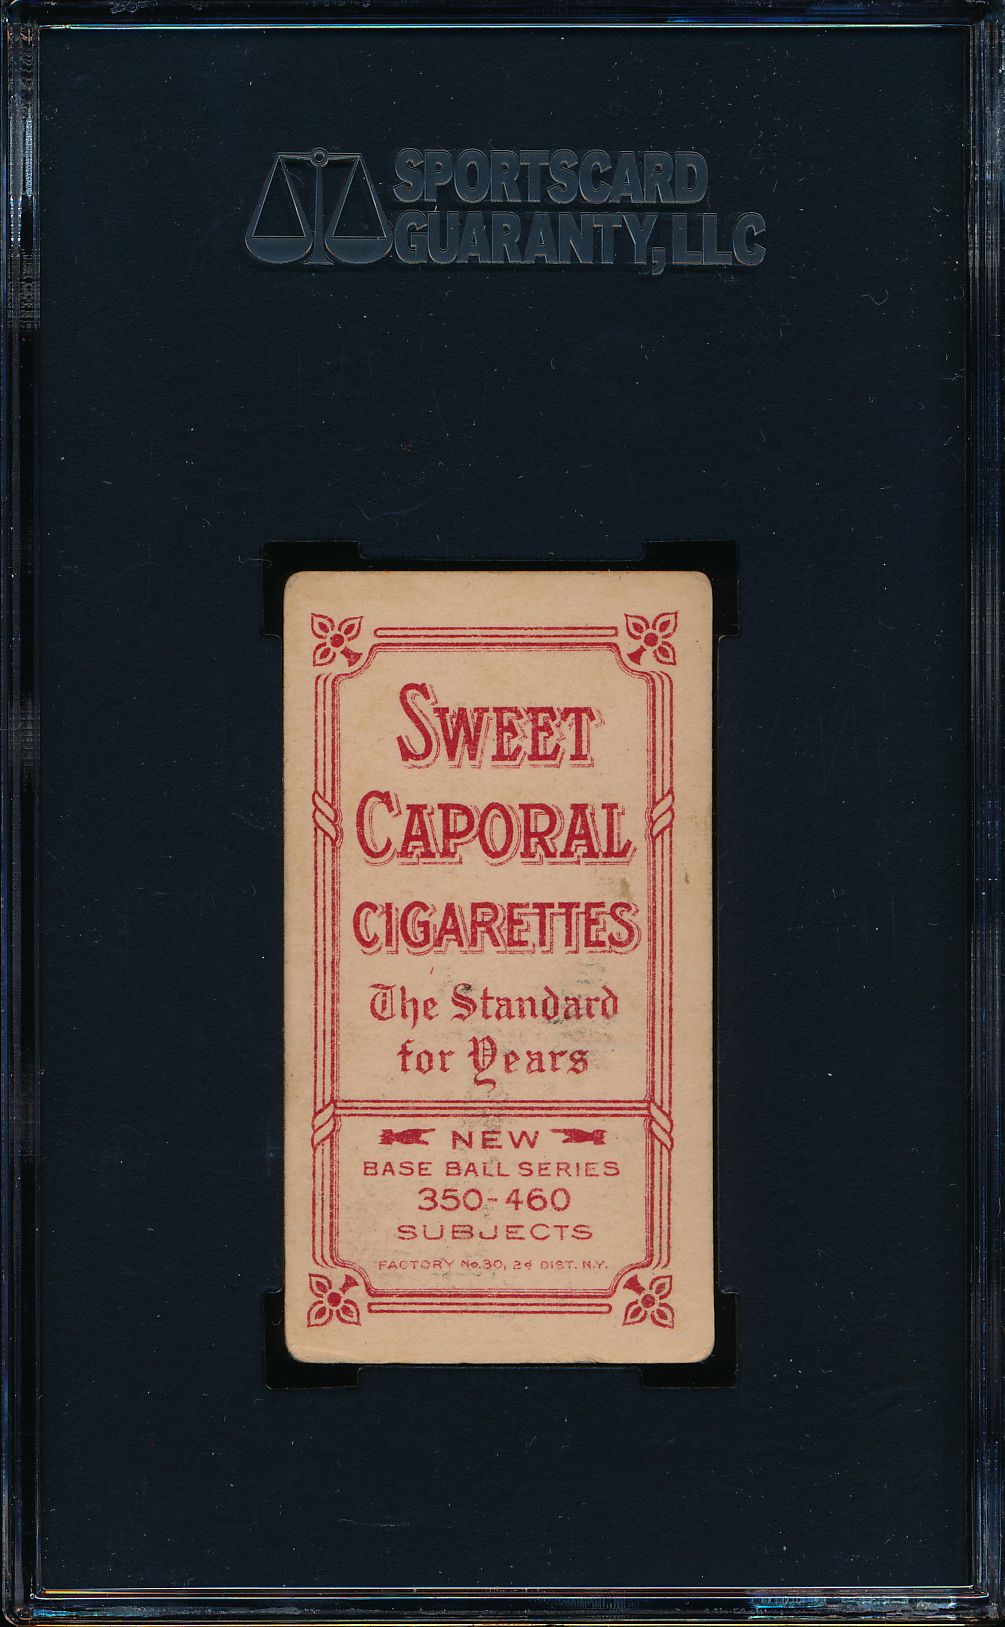 SPORTSCARD
GUARANTY, LLC
SWEET
CAPORAL
CIGARETTES
The Standard
for Years
NEW
BASE BALL SERIES
350-460
SUBJECTS
FACTORY No. 30, 2d DIST. N.Y.